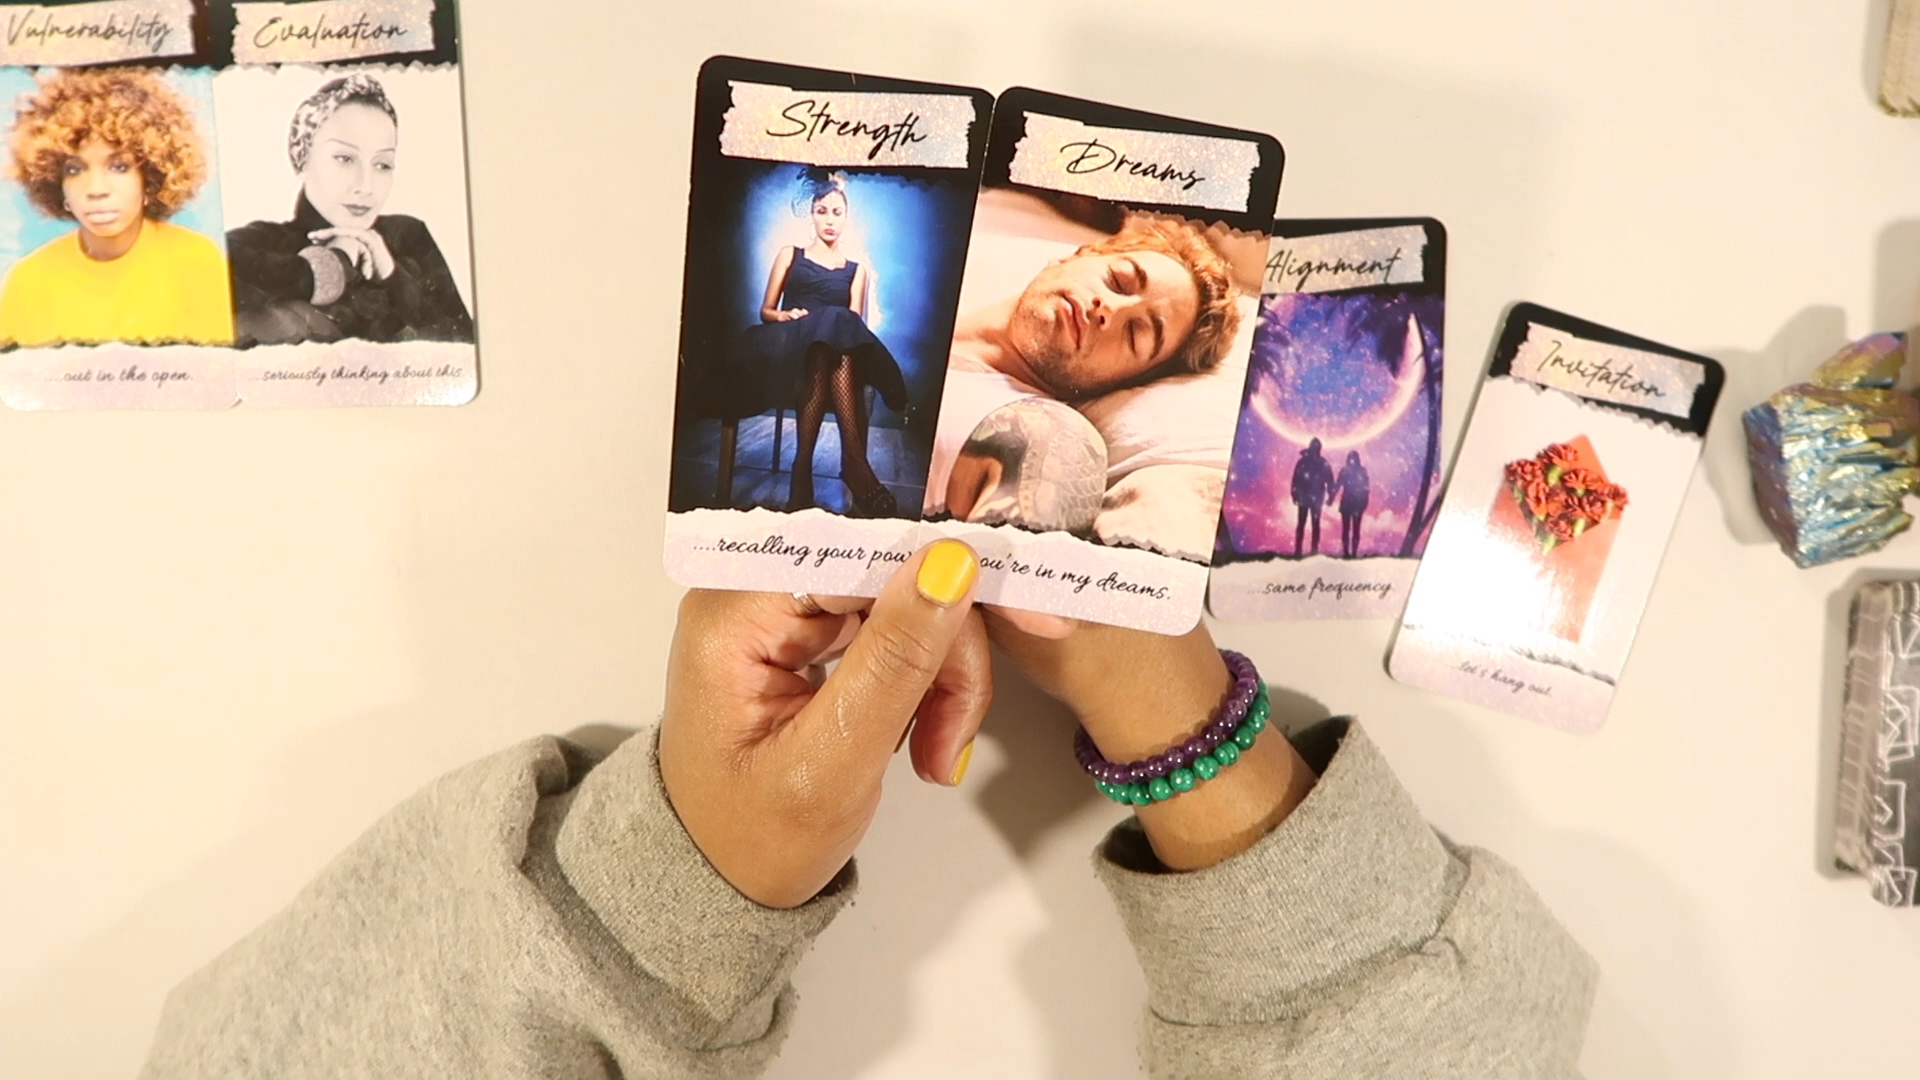 Vulnerability
....out in the open.
Evaluation
...seriously thinking about this.
Strength
....recalling your pow
Dreams
ou're in my dreams.
Alignment
....same frequency.
Invitation
let's hang out.